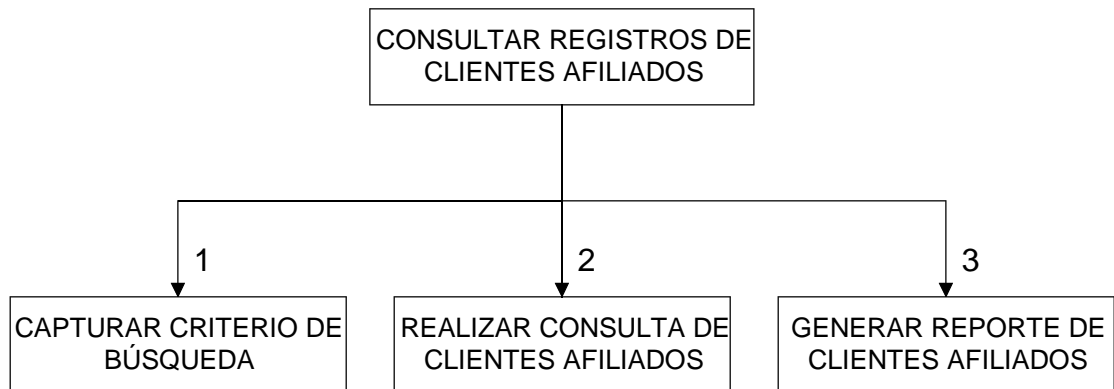 CONSULTAR REGISTROS DE
CLIENTES AFILIADOS
1
2
3
CAPTURAR CRITERIO DE
BÚSQUEDA
REALIZAR CONSULTA DE
CLIENTES AFILIADOS
GENERAR REPORTE DE
CLIENTES AFILIADOS